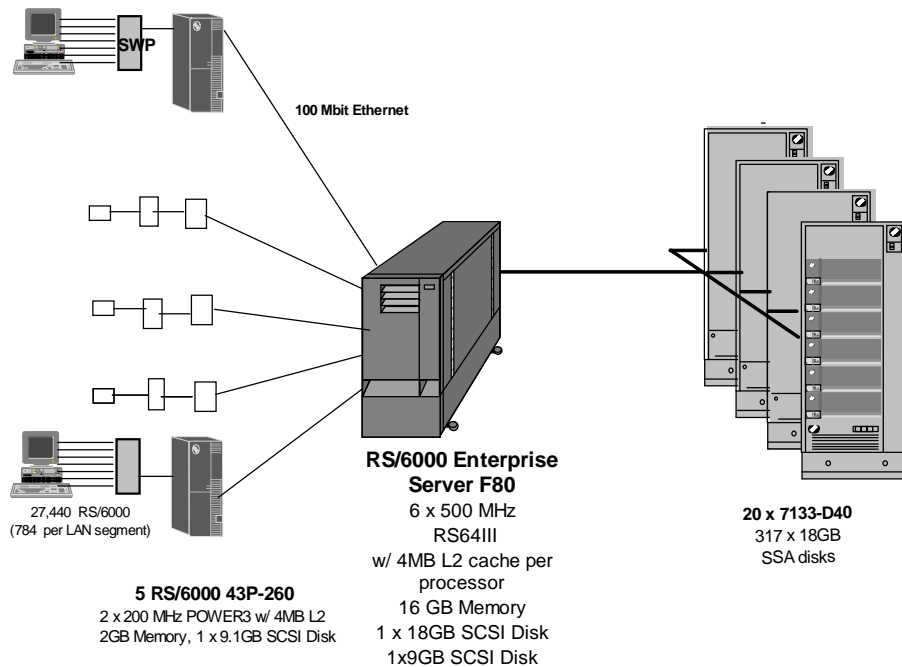 SWP
100 Mbit Ethernet
27,440 RS/6000
(784 per LAN segment)
5 RS/6000 43P-260
2 x 200 MHz POWER3 w/ 4MB L2
2GB Memory, 1 x 9.1GB SCSI Disk
RS/6000 Enterprise
Server F80
6 x 500 MHz
RS64III
w/ 4MB L2 cache per
processor
16 GB Memory
1 x 18GB SCSI Disk
1x9GB SCSI Disk
20 x 7133-D40
317 x 18GB
SSA disks